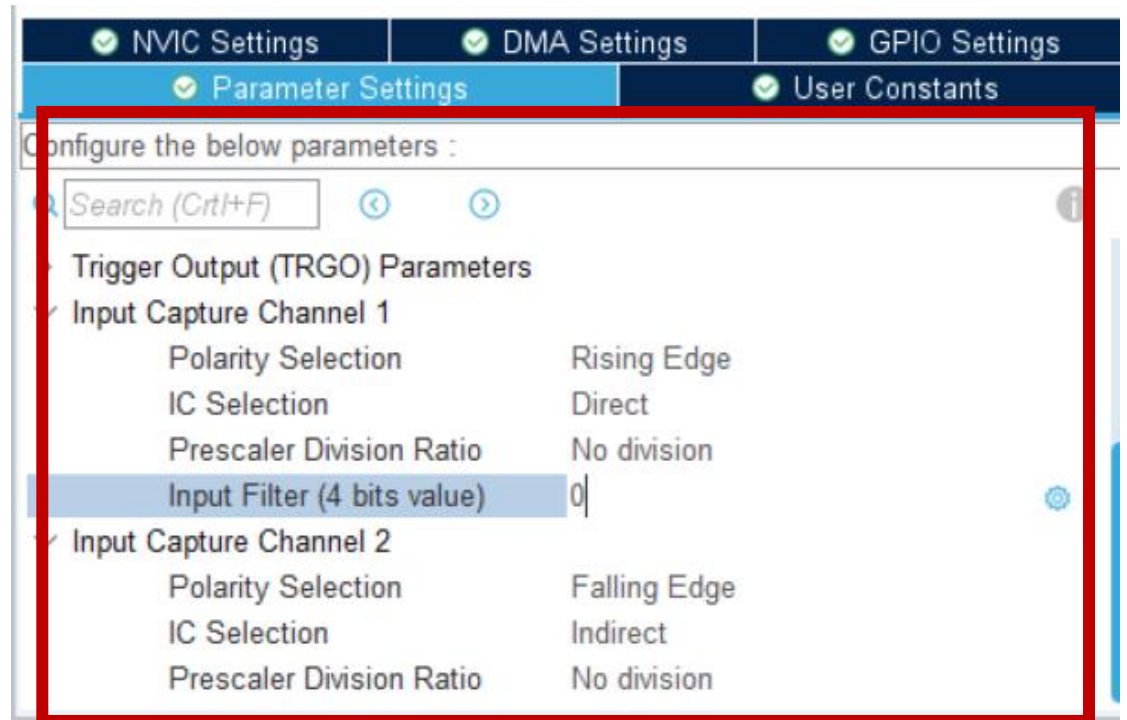 NVIC Settings DMA Settings GPIO Settings
Parameter Settings User Constants
Configure the below parameters :
Search (Crtl+F)
Trigger Output (TRGO) Parameters
Input Capture Channel 1
Polarity Selection Rising Edge
IC Selection Direct
Prescaler Division Ratio No division
Input Filter (4 bits value) 0
Input Capture Channel 2
Polarity Selection Falling Edge
IC Selection Indirect
Prescaler Division Ratio No division